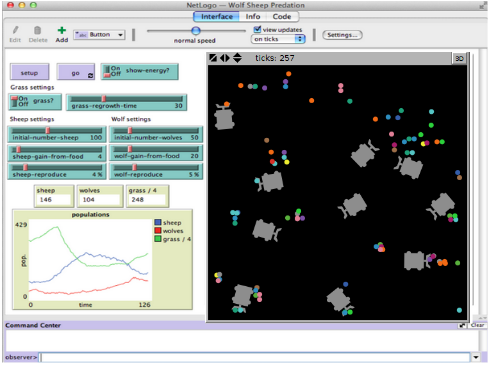 NetLogo — Wolf Sheep Predation
Interface Info Code
Edit Delete Add
Abc Button
normal speed
view updates
on ticks
Settings...
ticks: 257
3D
setup
go
On
Off
show-energy?
Grass settings
On
Off
grass?
grass-regrowth-time 30
Sheep settings Wolf settings
initial-number-sheep 100
initial-number-wolves 50
sheep-gain-from-food 4
wolf-gain-from-food 20
sheep-reproduce 4%
wolf-reproduce 5%
sheep wolves grass / 4
146 104 248
populations
429
pop.
0
0 time 126
sheep
wolves
grass / 4
Command Center
Clear
observer>